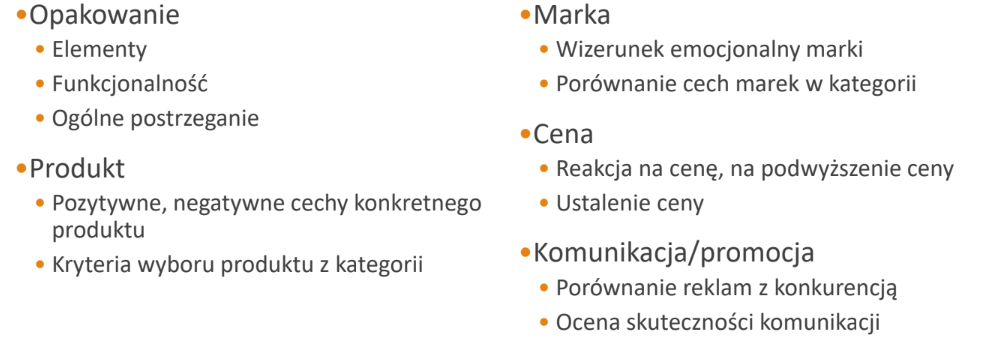 •Opakowanie
• Elementy
• Funkcjonalność
• Ogólne postrzeganie
•Produkt
• Pozytywne, negatywne cechy konkretnego
produktu
• Kryteria wyboru produktu z kategorii
•Marka
• Wizerunek emocjonalny marki
• Porównanie cech marek w kategorii
•Cena
• Reakcja na cenę, na podwyższenie ceny
• Ustalenie ceny
•Komunikacja/promocja
• Porównanie reklam z konkurencją
• Ocena skuteczności komunikacji